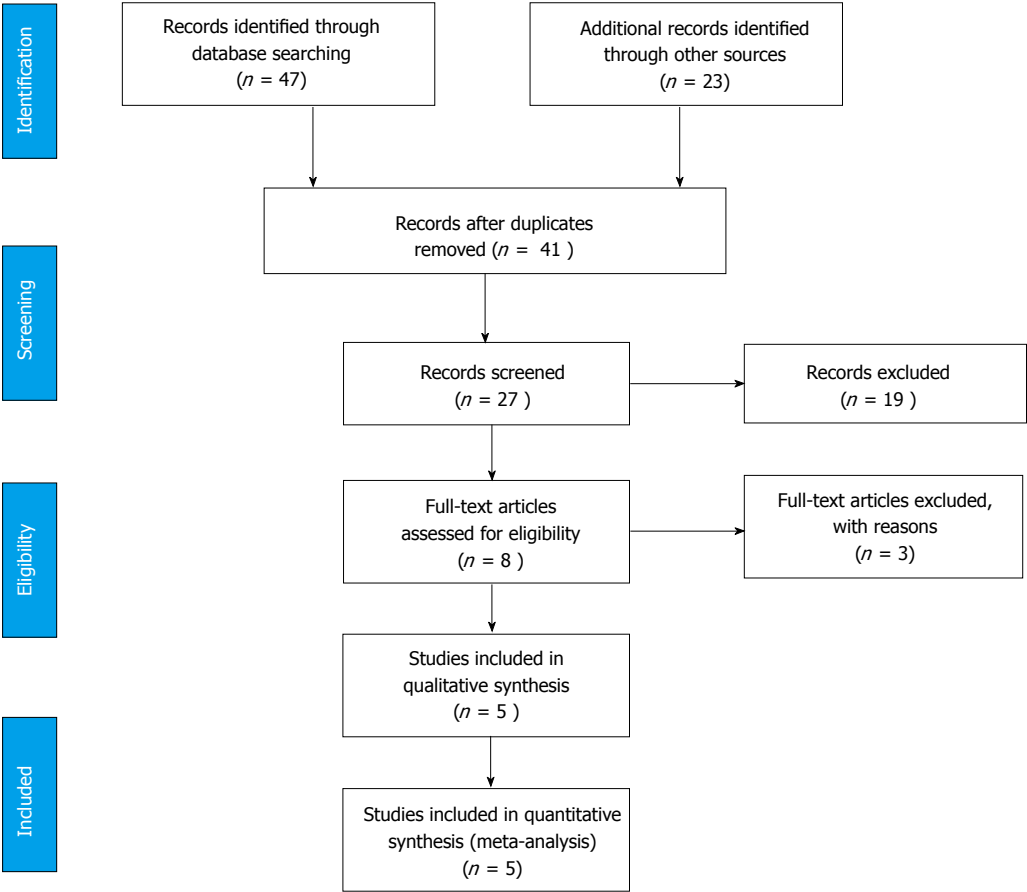 Identification
Records identified through
database searching
(n = 47)
Additional records identified
through other sources
(n = 23)
Records after duplicates
removed (n = 41 )
Screening
Records screened
(n = 27 )
Records excluded
(n = 19 )
Eligibility
Full-text articles
assessed for eligibility
(n = 8 )
Full-text articles excluded,
with reasons
(n = 3)
Studies included in
qualitative synthesis
(n = 5 )
Included
Studies included in quantitative
synthesis (meta-analysis)
(n = 5)